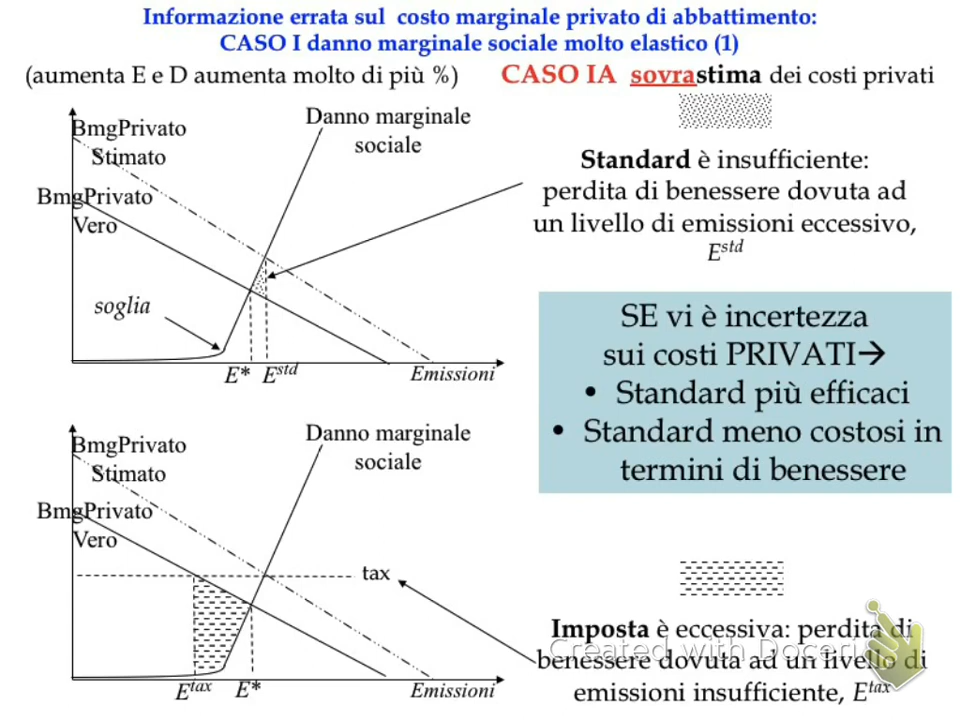 Informazione errata sul costo marginale privato di abbattimento:
CASO I danno marginale sociale molto elastico (1)
(aumenta E e D aumenta molto di più %)
CASO IA sovrastima dei costi privati
BmgPrivato
Stimato
BmgPrivato
Vero
Danno marginale
sociale
soglia
E* E^std
Emissioni
Standard è insufficiente:
perdita di benessere dovuta ad
un livello di emissioni eccessivo,
E^std
SE vi è incertezza
sui costi PRIVATI→
• Standard più efficaci
• Standard meno costosi in
termini di benessere
BmgPrivato
Stimato
BmgPrivato
Vero
Danno marginale
sociale
tax
E^tax E*
Emissioni
Imposta è eccessiva: perdita di
benessere dovuta ad un livello di
emissioni insufficiente, E^tax
Created with Doceri